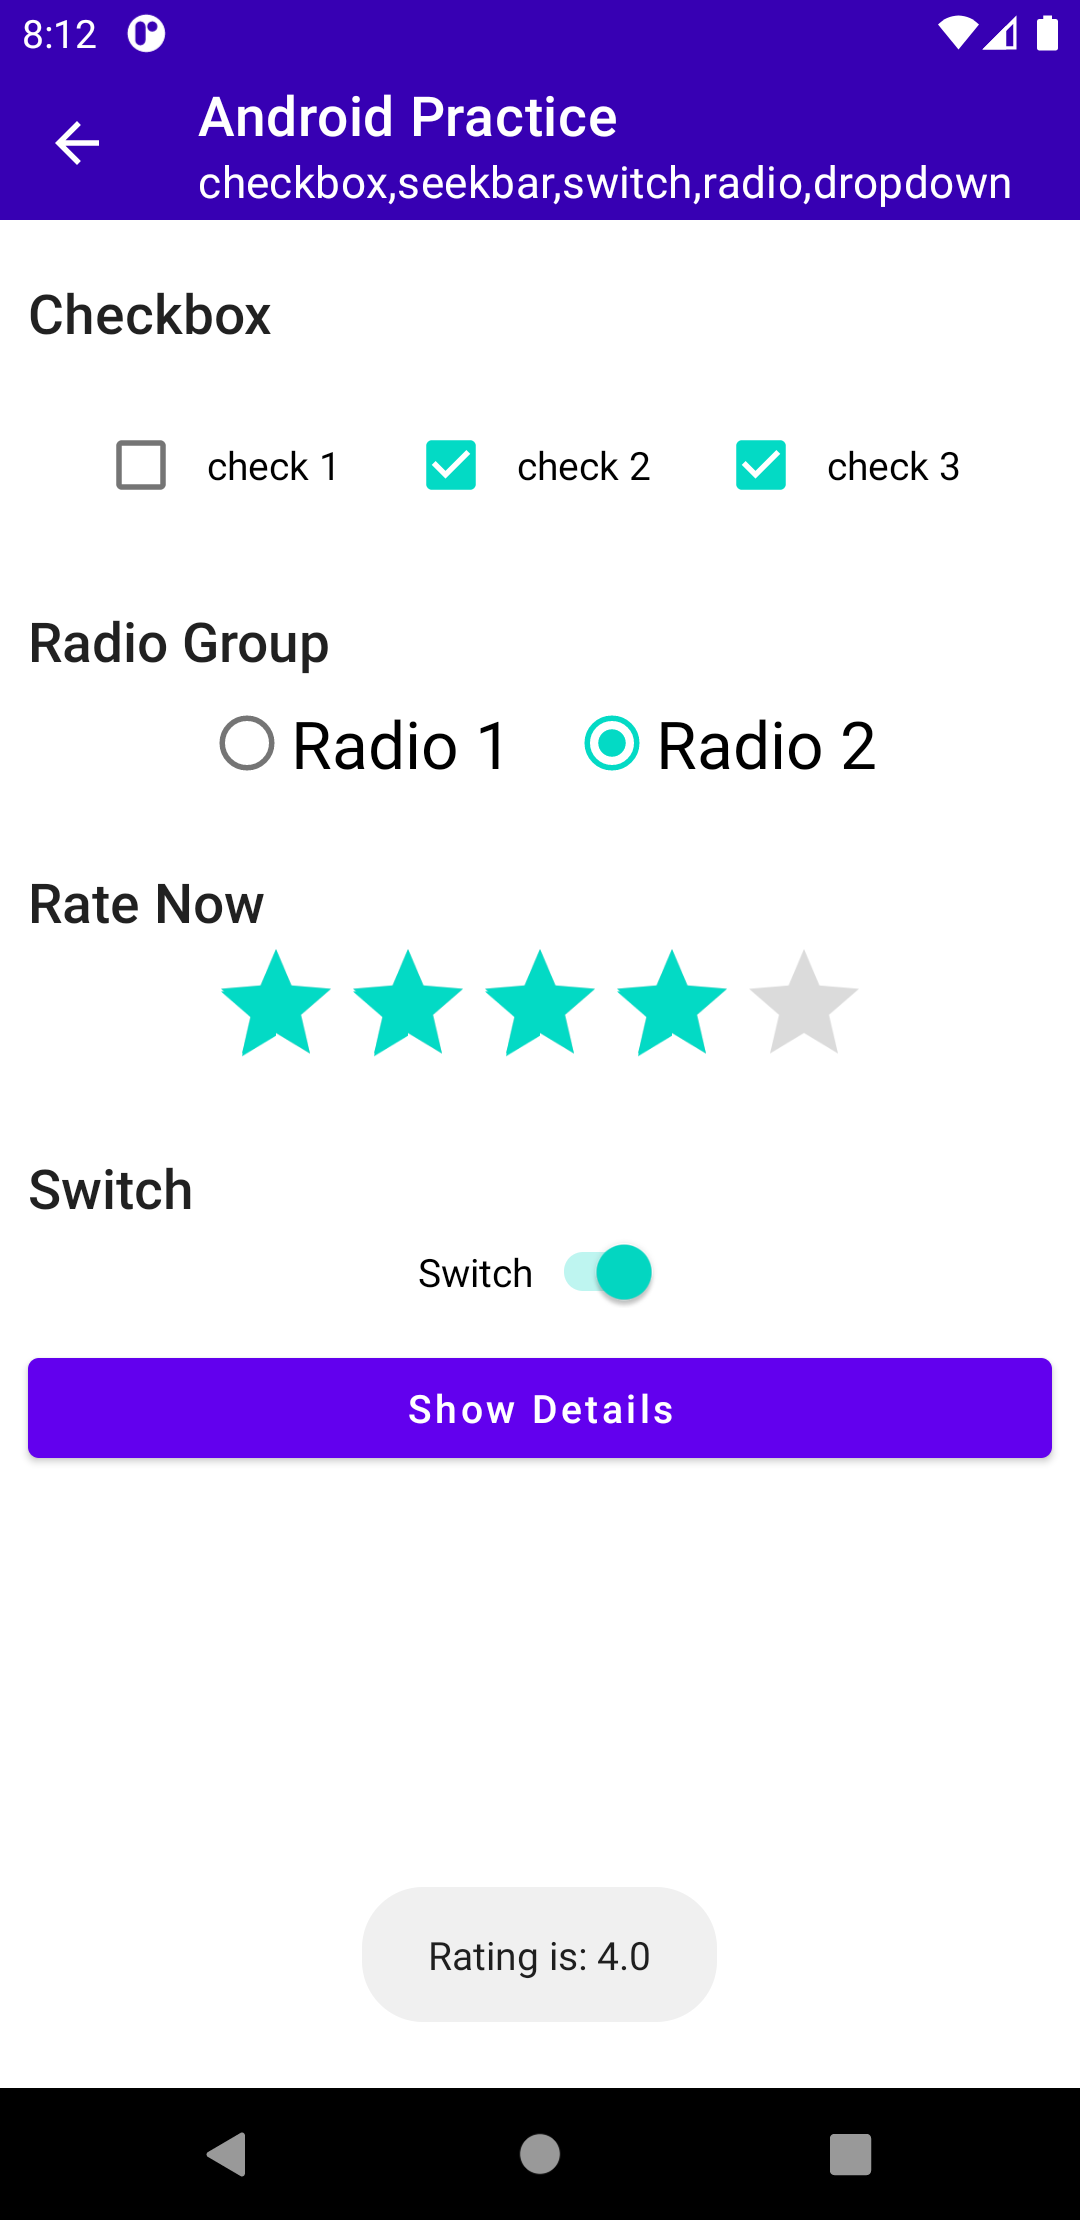 8:12
Android Practice
checkbox,seekbar,switch,radio,dropdown
Checkbox
check 1 check 2 check 3
Radio Group
Radio 1 Radio 2
Rate Now
Switch
Switch
Show Details
Rating is: 4.0